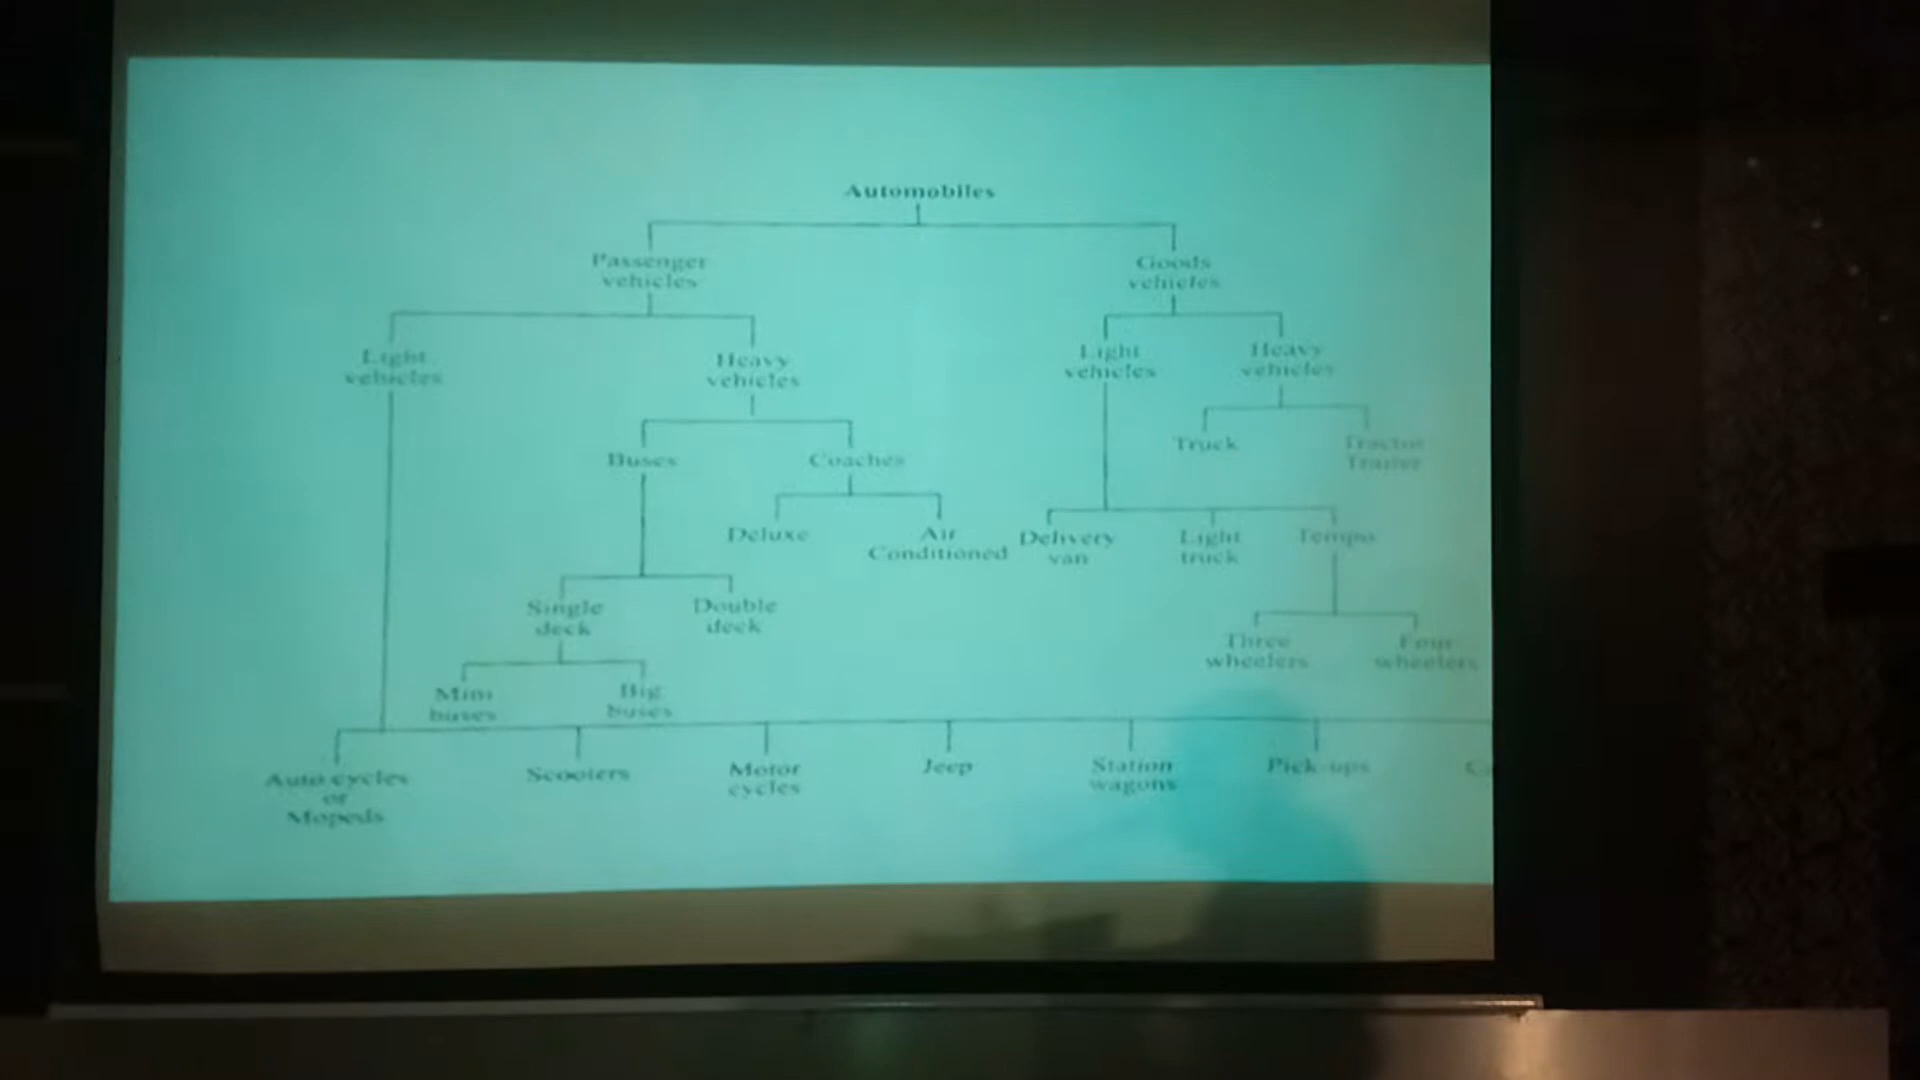 Automobiles
Passenger
vehicles
Goods
vehicles
Light
vehicles
Heavy
vehicles
Light
vehicles
Heavy
vehicles
Buses
Coaches
Truck
Tractor
Trailer
Deluxe
Air
Conditioned
Delivery
van
Light
truck
Tempo
Single
deck
Double
deck
Three
wheelers
Four
wheelers
Mini
buses
Big
buses
Auto cycles
or
Mopeds
Scooters
Motor
cycles
Jeep
Station
wagons
Pick-ups